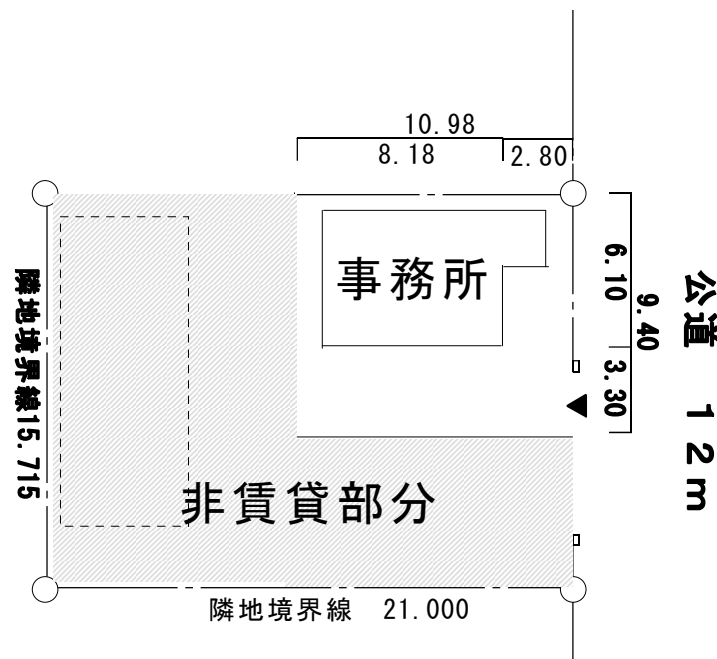 10.98
8.18
2.80
事務所
6.10
9.40
3.30
公道 12m
隣地境界線15.715
非賃貸部分
隣地境界線 21.000